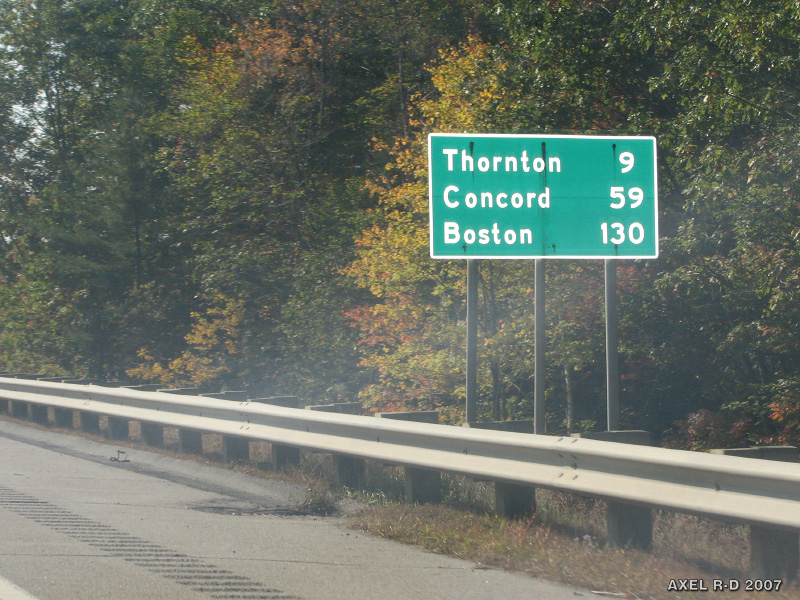 Thornton 9
Concord 59
Boston 130
AXEL R-D 2007